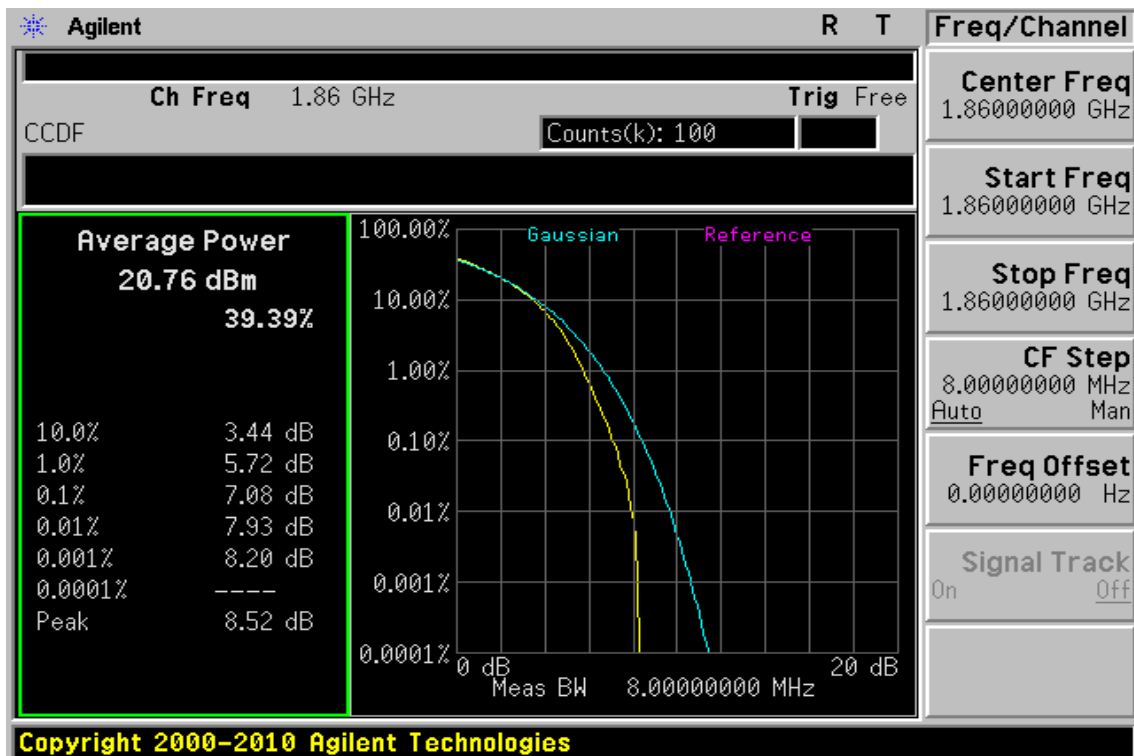 Agilent R T
Ch Freq 1.86 GHz Trig Free
CCDF Counts(k): 100
Average Power
20.76 dBm
39.39%
10.0% 3.44 dB
1.0% 5.72 dB
0.1% 7.08 dB
0.01% 7.93 dB
0.001% 8.20 dB
0.0001% ----
Peak 8.52 dB
Gaussian Reference
100.00%
10.00%
1.00%
0.10%
0.01%
0.001%
0.0001%
0 dB 20 dB
Meas BW 8.00000000 MHz
Freq/Channel
Center Freq
1.86000000 GHz
Start Freq
1.86000000 GHz
Stop Freq
1.86000000 GHz
CF Step
8.00000000 MHz
Auto Man
Freq Offset
0.00000000 Hz
Signal Track
On Off
Copyright 2000-2010 Agilent Technologies